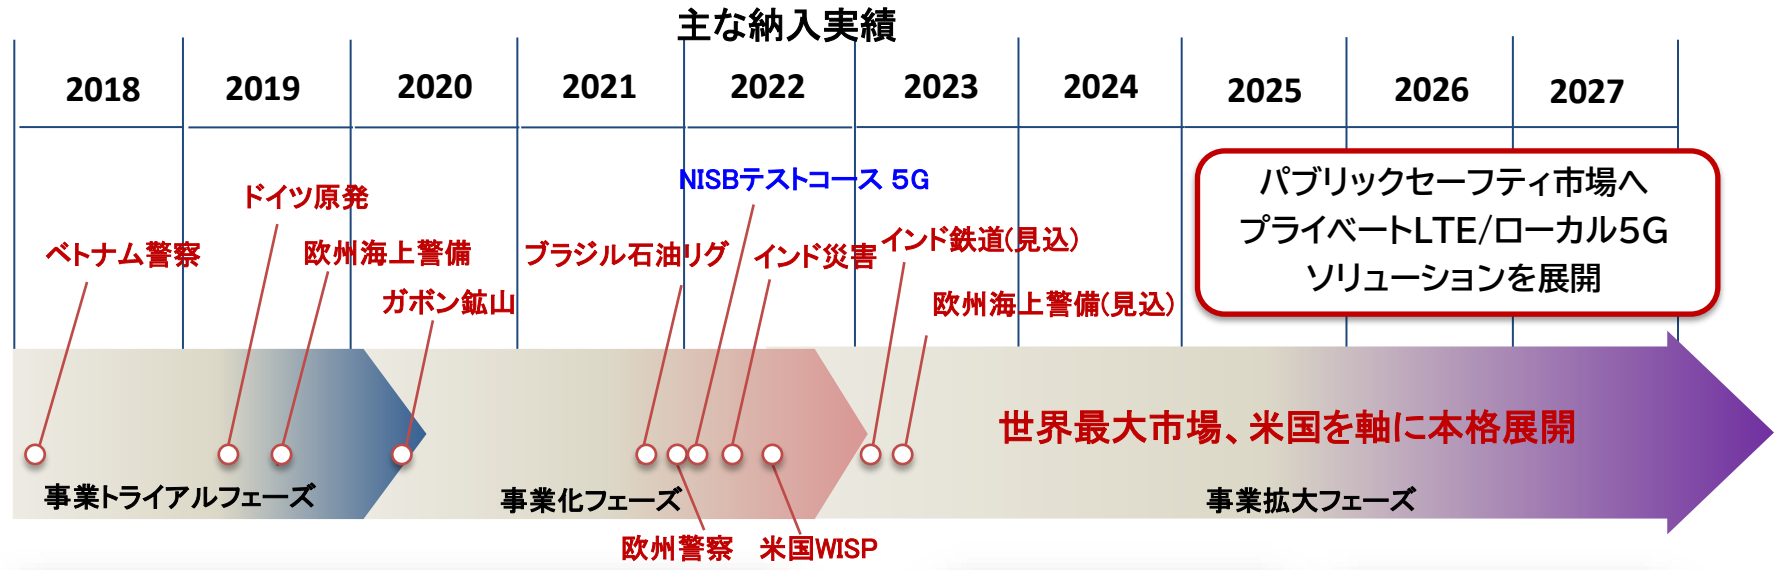 主な納入実績
2018
2019
2020
2021
2022
2023
2024
2025
2026
2027
NISBテストコース 5G
ドイツ原発
ベトナム警察
欧州海上警備
ガボン鉱山
ブラジル石油リグ
インド災害
インド鉄道(見込)
欧州海上警備(見込)
パブリックセーフティ市場へ
プライベートLTE/ローカル5G
ソリューションを展開
世界最大市場、米国を軸に本格展開
事業トライアルフェーズ
事業化フェーズ
事業拡大フェーズ
欧州警察
米国WISP